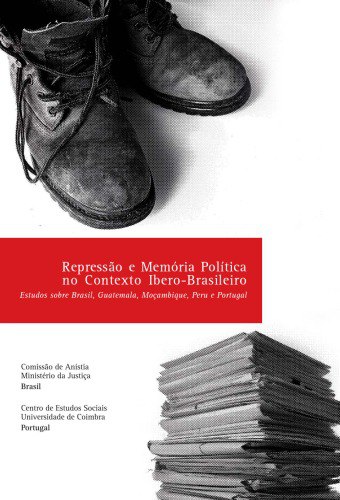 Repressão e Memória Política
no Contexto Ibero-Brasileiro
Estudos sobre Brasil, Guatemala, Moçambique, Peru e Portugal
Comissão de Anistia
Ministério da Justiça
Brasil
Centro de Estudos Sociais
Universidade de Coimbra
Portugal